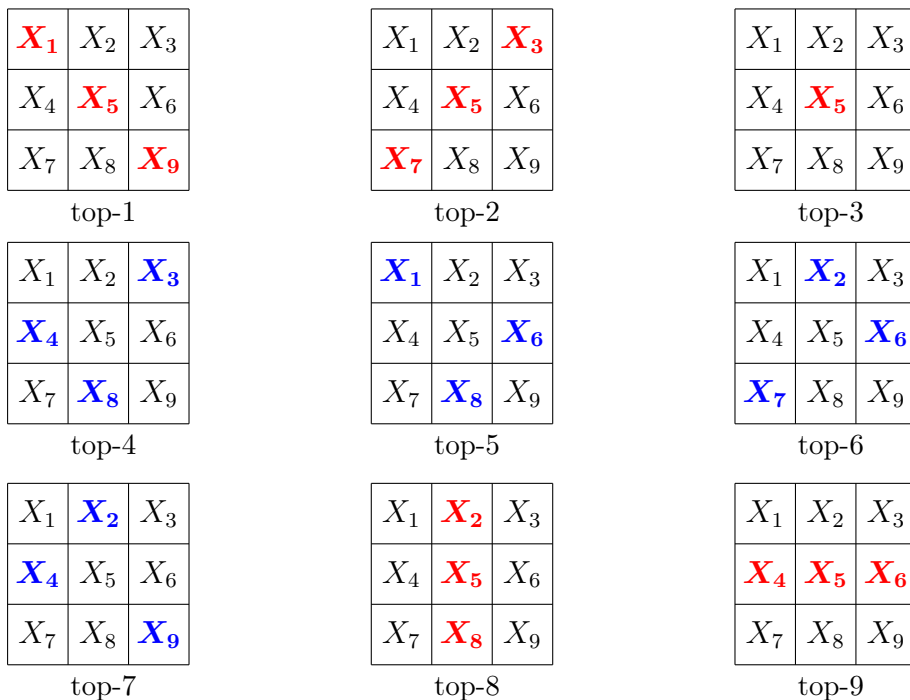 X₁ X₂ X₃ X₁ X₂ X₃ X₁ X₂ X₃
X₄ X₅ X₆ X₄ X₅ X₆ X₄ X₅ X₆
X₇ X₈ X₉ X₇ X₈ X₉ X₇ X₈ X₉
top-1 top-2 top-3
X₁ X₂ X₃ X₁ X₂ X₃ X₁ X₂ X₃
X₄ X₅ X₆ X₄ X₅ X₆ X₄ X₅ X₆
X₇ X₈ X₉ X₇ X₈ X₉ X₇ X₈ X₉
top-4 top-5 top-6
X₁ X₂ X₃ X₁ X₂ X₃ X₁ X₂ X₃
X₄ X₅ X₆ X₄ X₅ X₆ X₄ X₅ X₆
X₇ X₈ X₉ X₇ X₈ X₉ X₇ X₈ X₉
top-7 top-8 top-9